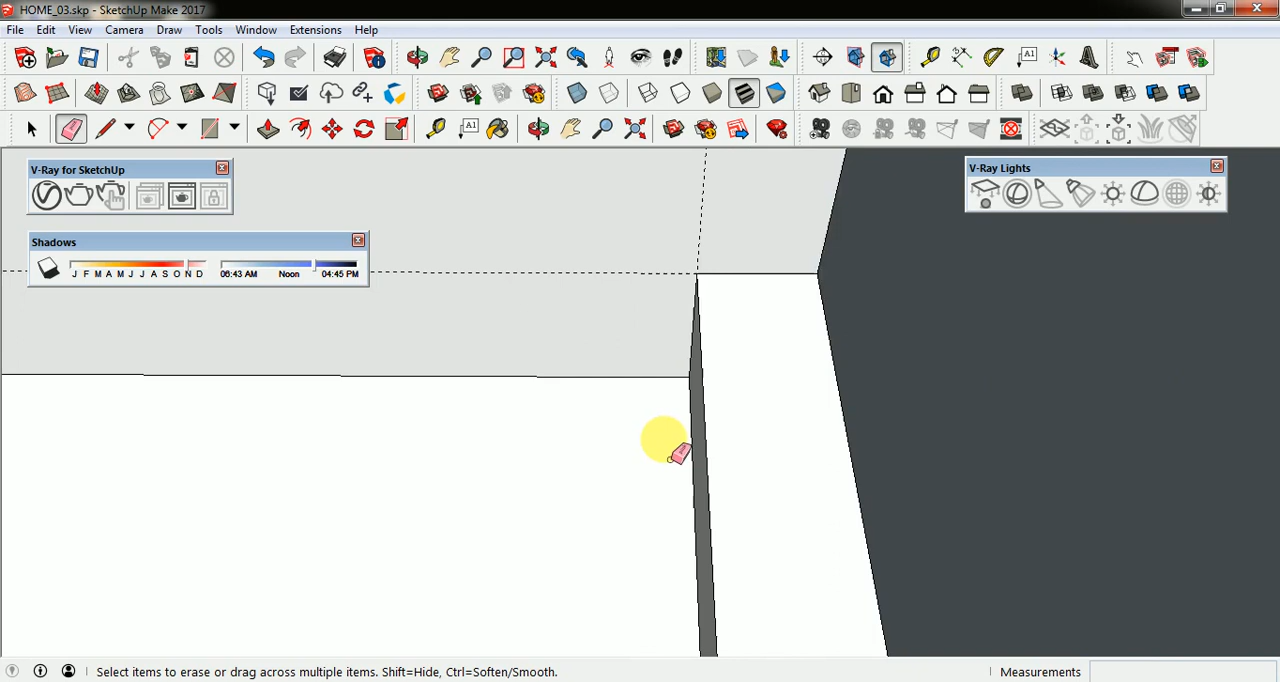 HOME_03.skp - SketchUp Make 2017
File Edit View Camera Draw Tools Window Extensions Help
A1
A1
V-Ray for SketchUp
V-Ray Lights
Shadows
J F M A M J J A S O N D
06:43 AM Noon 04:45 PM
Select items to erase or drag across multiple items. Shift=Hide, Ctrl=Soften/Smooth.
Measurements